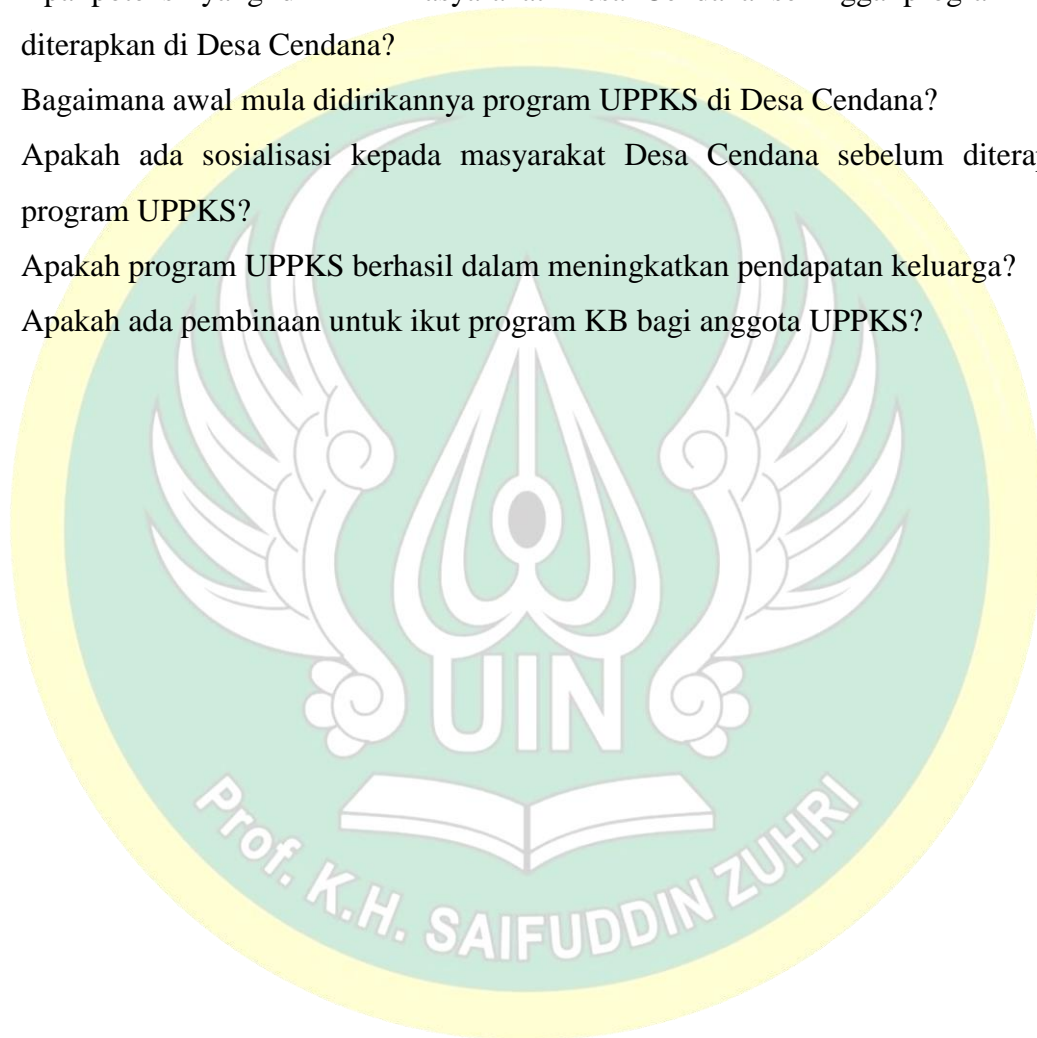 diterapkan di Desa Cendana?
Bagaimana awal mula didirikannya program UPPKS di Desa Cendana?
Apakah ada sosialisasi kepada masyarakat Desa Cendana sebelum
program UPPKS?
Apakah program UPPKS berhasil dalam meningkatkan pendapatan keluarga?
Apakah ada pembinaan untuk ikut program KB bagi anggota UPPKS?
UIN
Prof. K.H. SAIFUDDIN ZUHRI